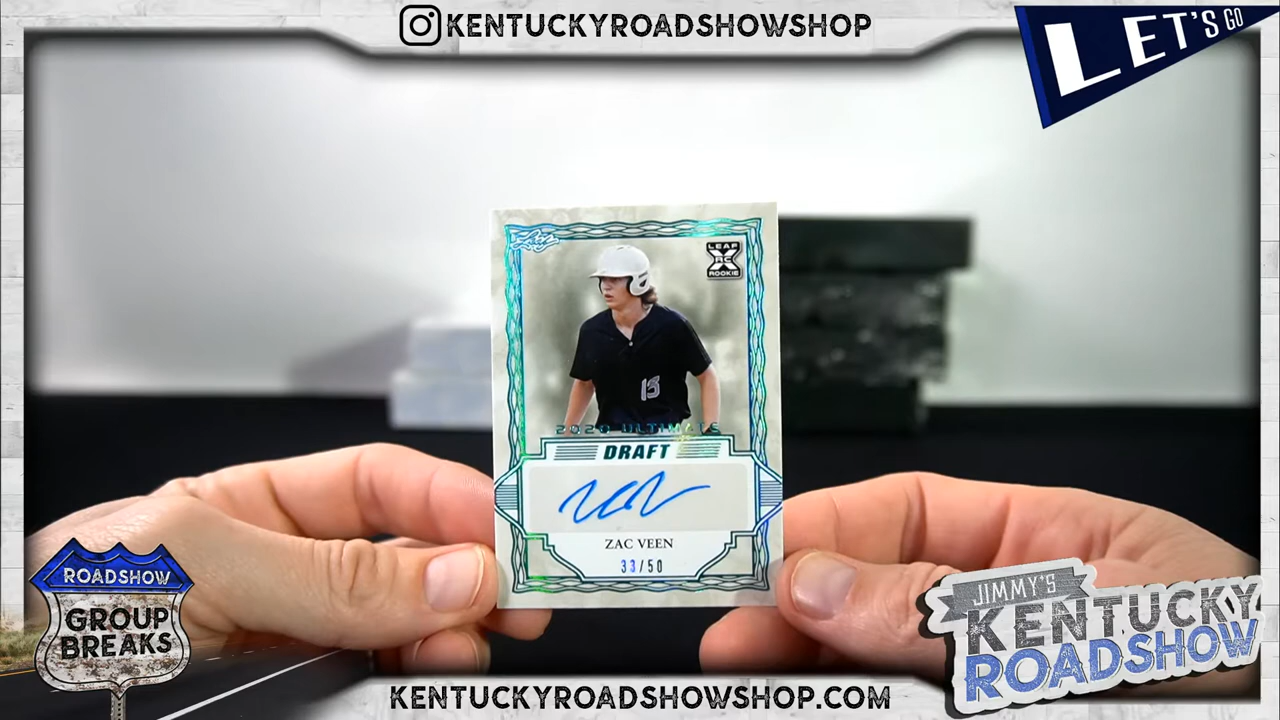 KENTUCKYROADSHOWSHOP
LET'S GO
Leaf
LEAF
X
RC
ROOKIE
15
2020 ULTIMATE
DRAFT
ZAC VEEN
33/50
ROADSHOW
GROUP
BREAKS
JIMMY'S
KENTUCKY
ROADSHOW
KENTUCKYROADSHOWSHOP.COM